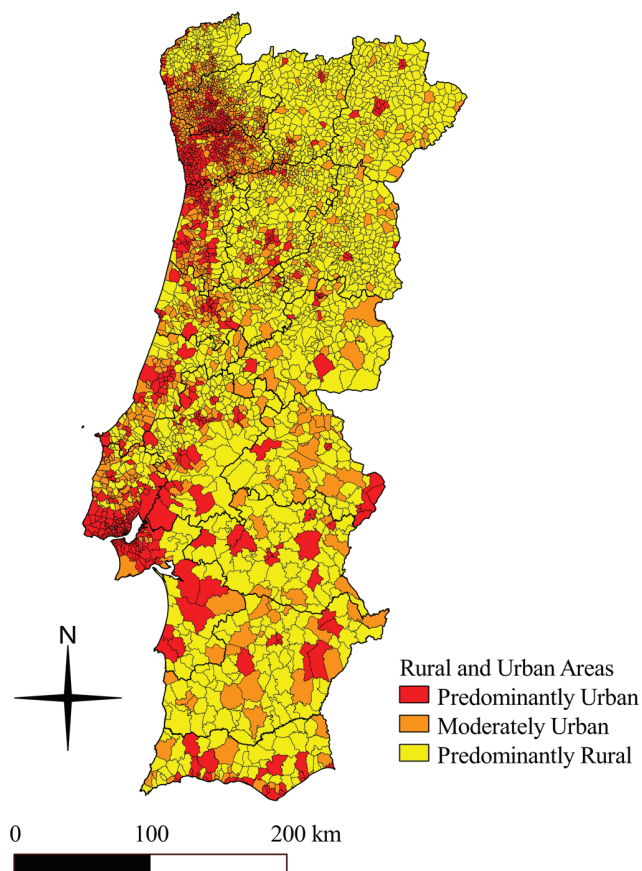 N
Rural and Urban Areas
Predominantly Urban
Moderately Urban
Predominantly Rural
0 100 200 km